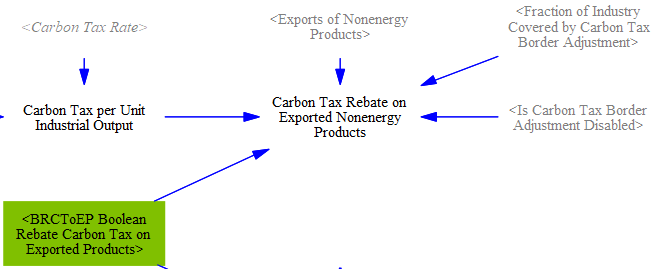 <Carbon Tax Rate>
<Exports of Nonenergy
Products>
<Fraction of Industry
Covered by Carbon Tax
Border Adjustment>
Carbon Tax per Unit
Industrial Output
Carbon Tax Rebate on
Exported Nonenergy
Products
<Is Carbon Tax Border
Adjustment Disabled>
<BRCToEP Boolean
Rebate Carbon Tax on
Exported Products>